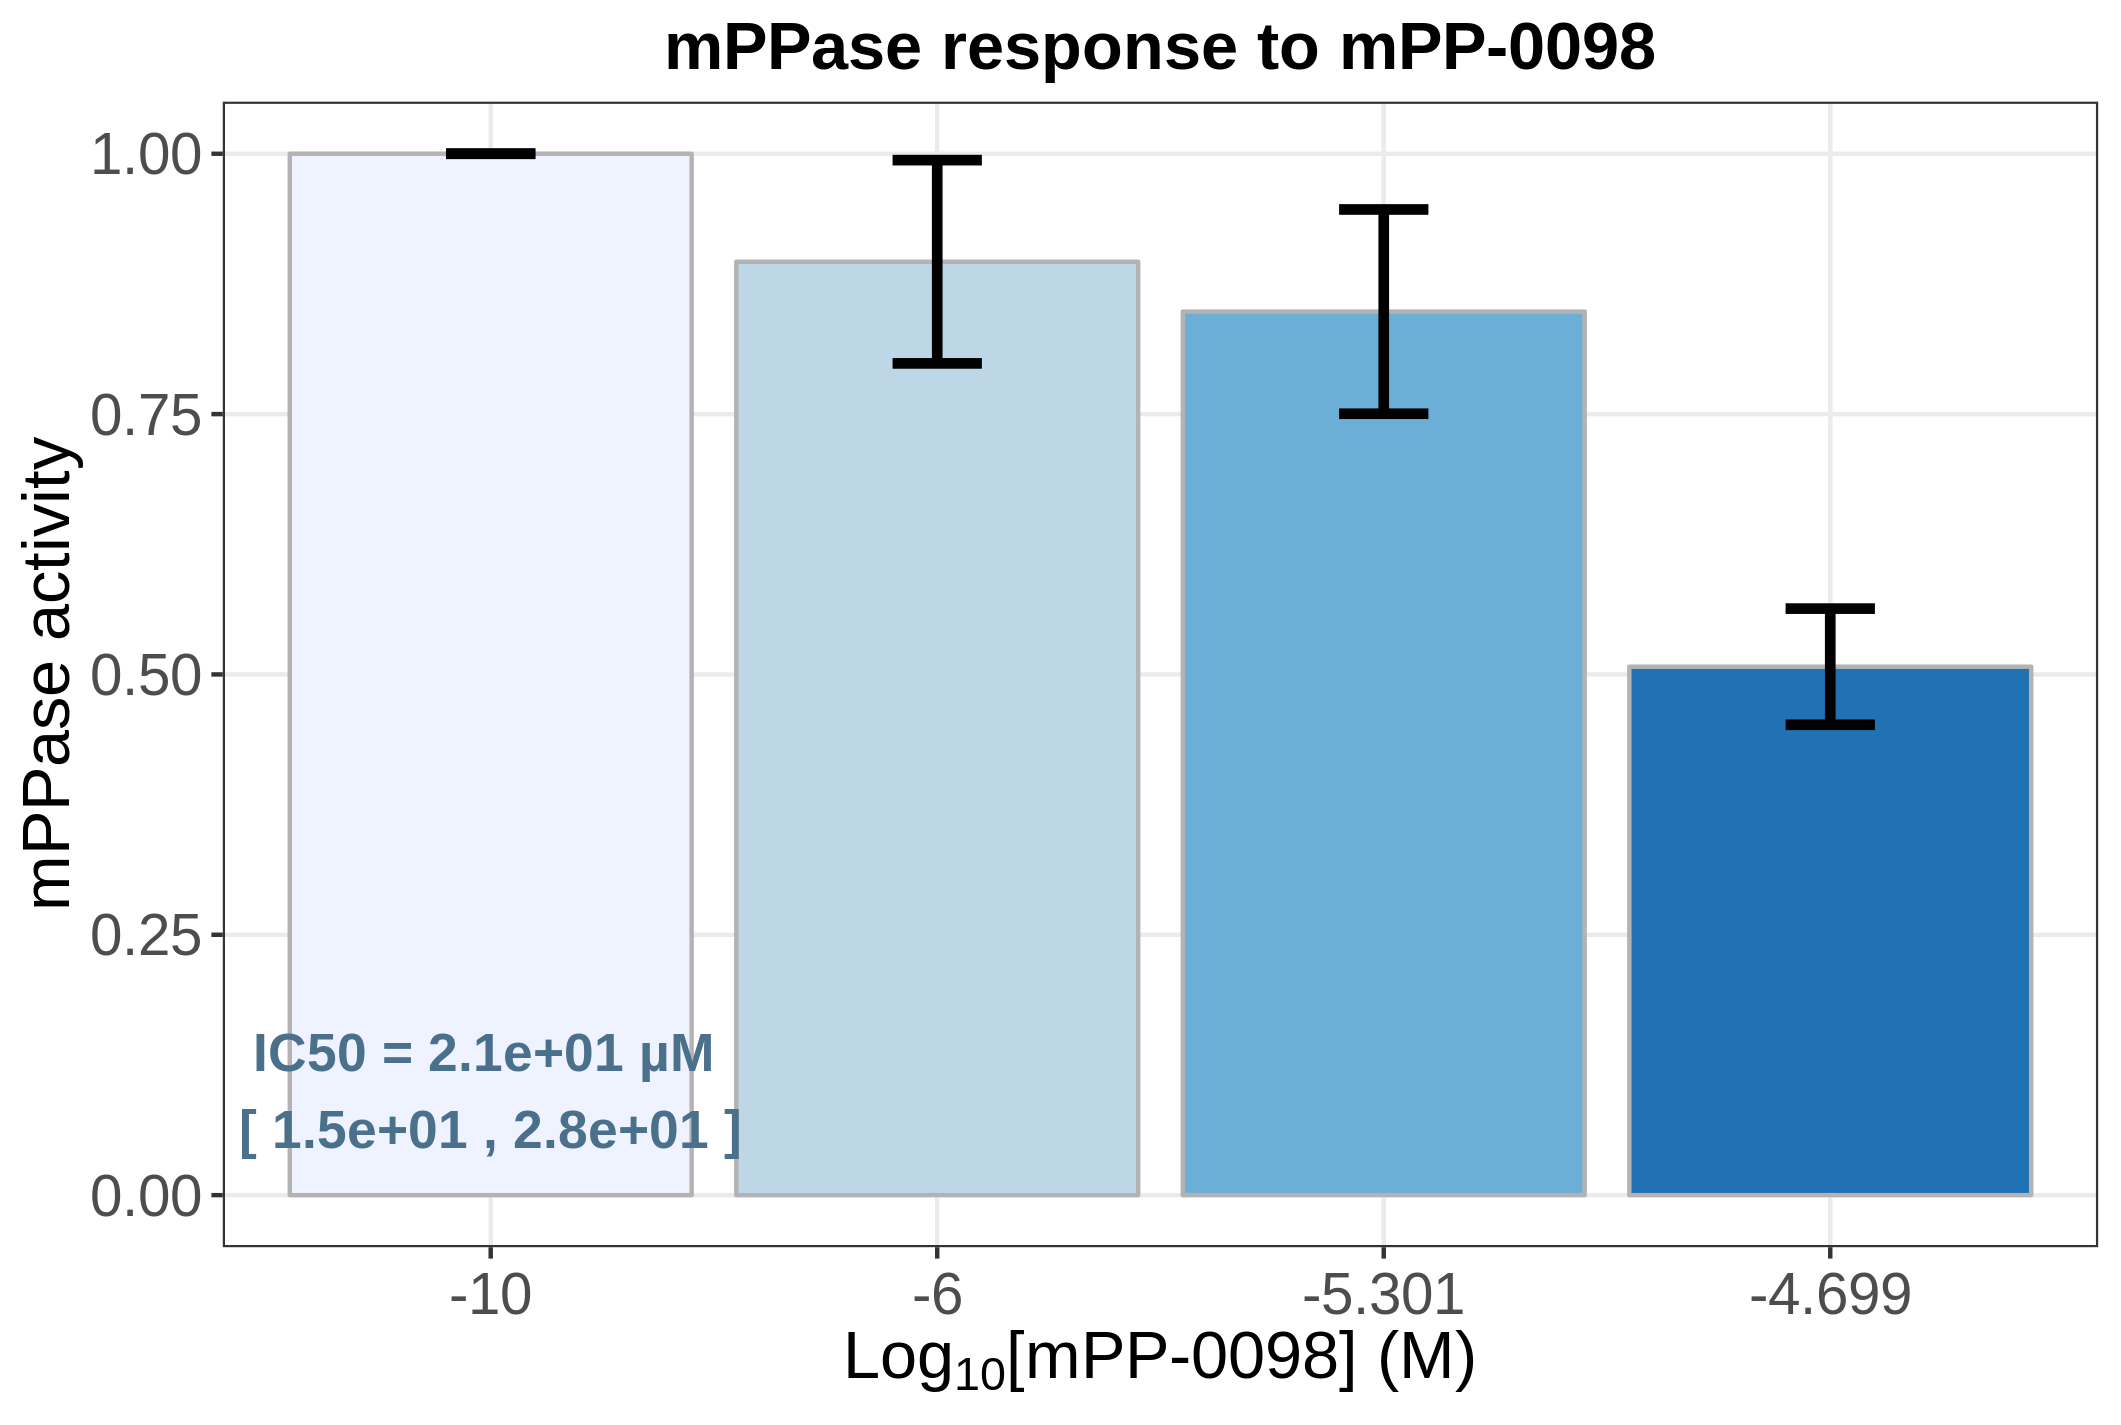 mPPase response to mPP-0098
1.00
0.75
0.50
0.25
0.00
mPPase activity
IC50 = 2.1e+01 µM
[ 1.5e+01 , 2.8e+01 ]
-10
-6
-5.301
-4.699
Log₁₀[mPP-0098] (M)